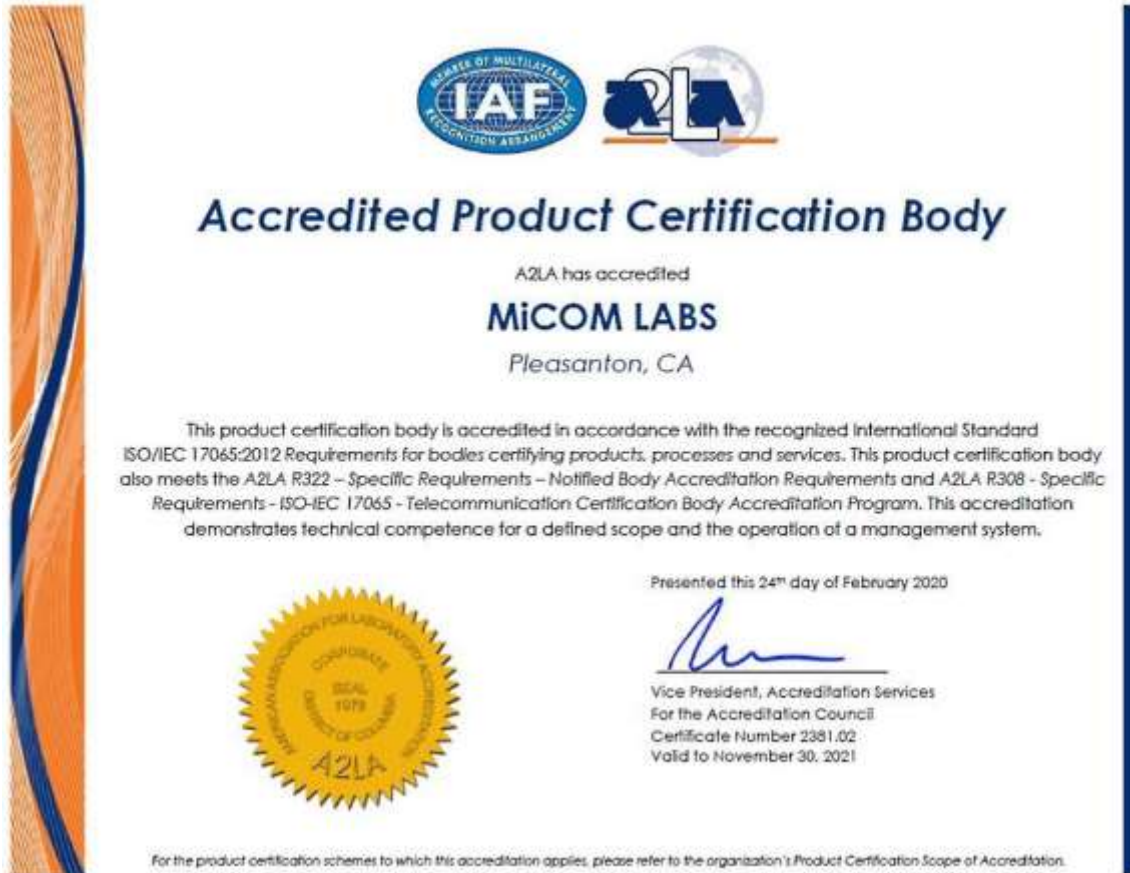 MEMBER OF MULTILATERAL
IAF
RECOGNITION ARRANGEMENT
a2La
Accredited Product Certification Body
A2LA has accredited
MiCOM LABS
Pleasanton, CA
This product certification body is accredited in accordance with the recognized International Standard
ISO/IEC 17065:2012 Requirements for bodies certifying products, processes and services. This product certification body
also meets the A2LA R322 – Specific Requirements – Notified Body Accreditation Requirements and A2LA R308 - Specific
Requirements - ISO-IEC 17065 - Telecommunication Certification Body Accreditation Program. This accreditation
demonstrates technical competence for a defined scope and the operation of a management system.
Presented this 24th day of February 2020
AMERICAN ASSOCIATION FOR LABORATORY ACCREDITATION
CORPORATE
SEAL
1978
DISTRICT OF COLUMBIA
A2LA
Vice President, Accreditation Services
For the Accreditation Council
Certificate Number 2381.02
Valid to November 30, 2021
For the product certification schemes to which this accreditation applies, please refer to the organization's Product Certification Scope of Accreditation.